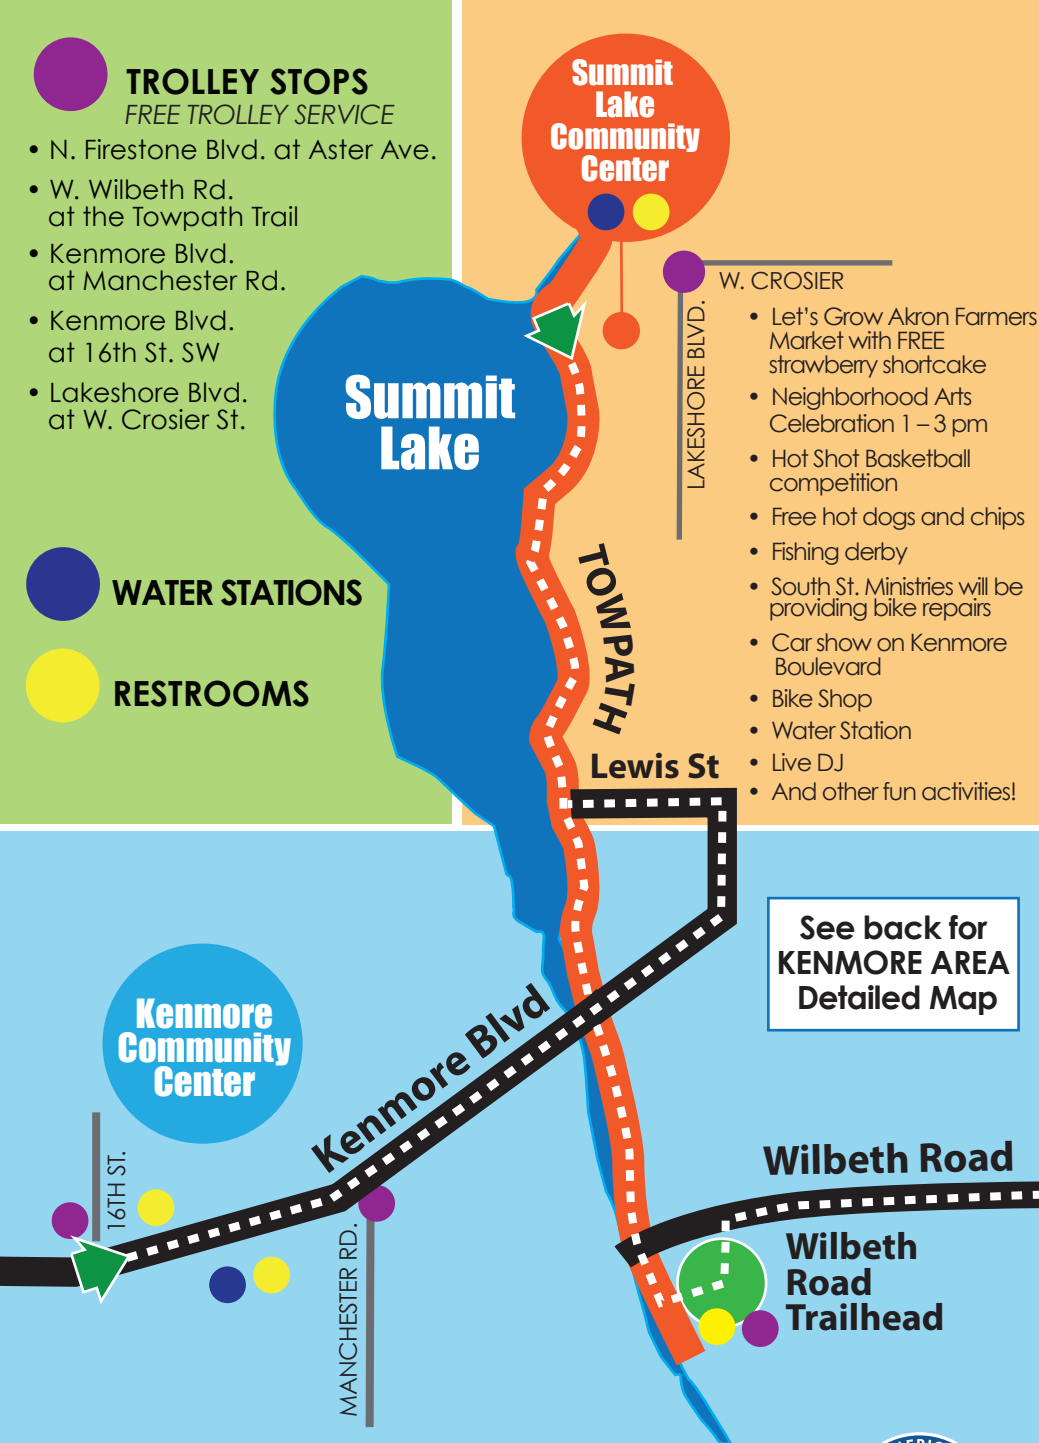 TROLLEY STOPS
FREE TROLLEY SERVICE
• N. Firestone Blvd. at Aster Ave.
• W. Wilbeth Rd.
at the Towpath Trail
• Kenmore Blvd.
at Manchester Rd.
• Kenmore Blvd.
at 16th St. SW
• Lakeshore Blvd.
at W. Crosier St.
WATER STATIONS
RESTROOMS
Summit
Lake
Community
Center
W. CROSIER
LAKESHORE BLVD.
• Let's Grow Akron Farmers
Market with FREE
strawberry shortcake
• Neighborhood Arts
Celebration 1 – 3 pm
• Hot Shot Basketball
competition
• Free hot dogs and chips
• Fishing derby
• South St. Ministries will be
providing bike repairs
• Car show on Kenmore
Boulevard
• Bike Shop
• Water Station
• Live DJ
• And other fun activities!
Summit
Lake
TOWPATH
Lewis St
See back for
KENMORE AREA
Detailed Map
Kenmore
Community
Center
Kenmore Blvd
16TH ST.
MANCHESTER RD.
Wilbeth Road
Wilbeth
Road
Trailhead